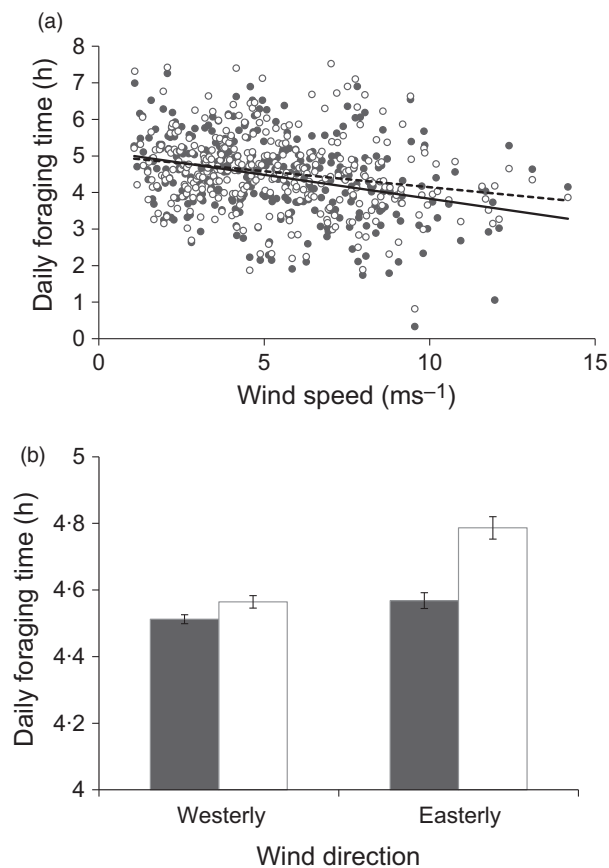 (a)
Daily foraging time (h)
8
7
6
5
4
3
2
1
0
0 5 10 15
Wind speed (ms–1)
(b)
Daily foraging time (h)
5
4·8
4·6
4·4
4·2
4
Westerly Easterly
Wind direction